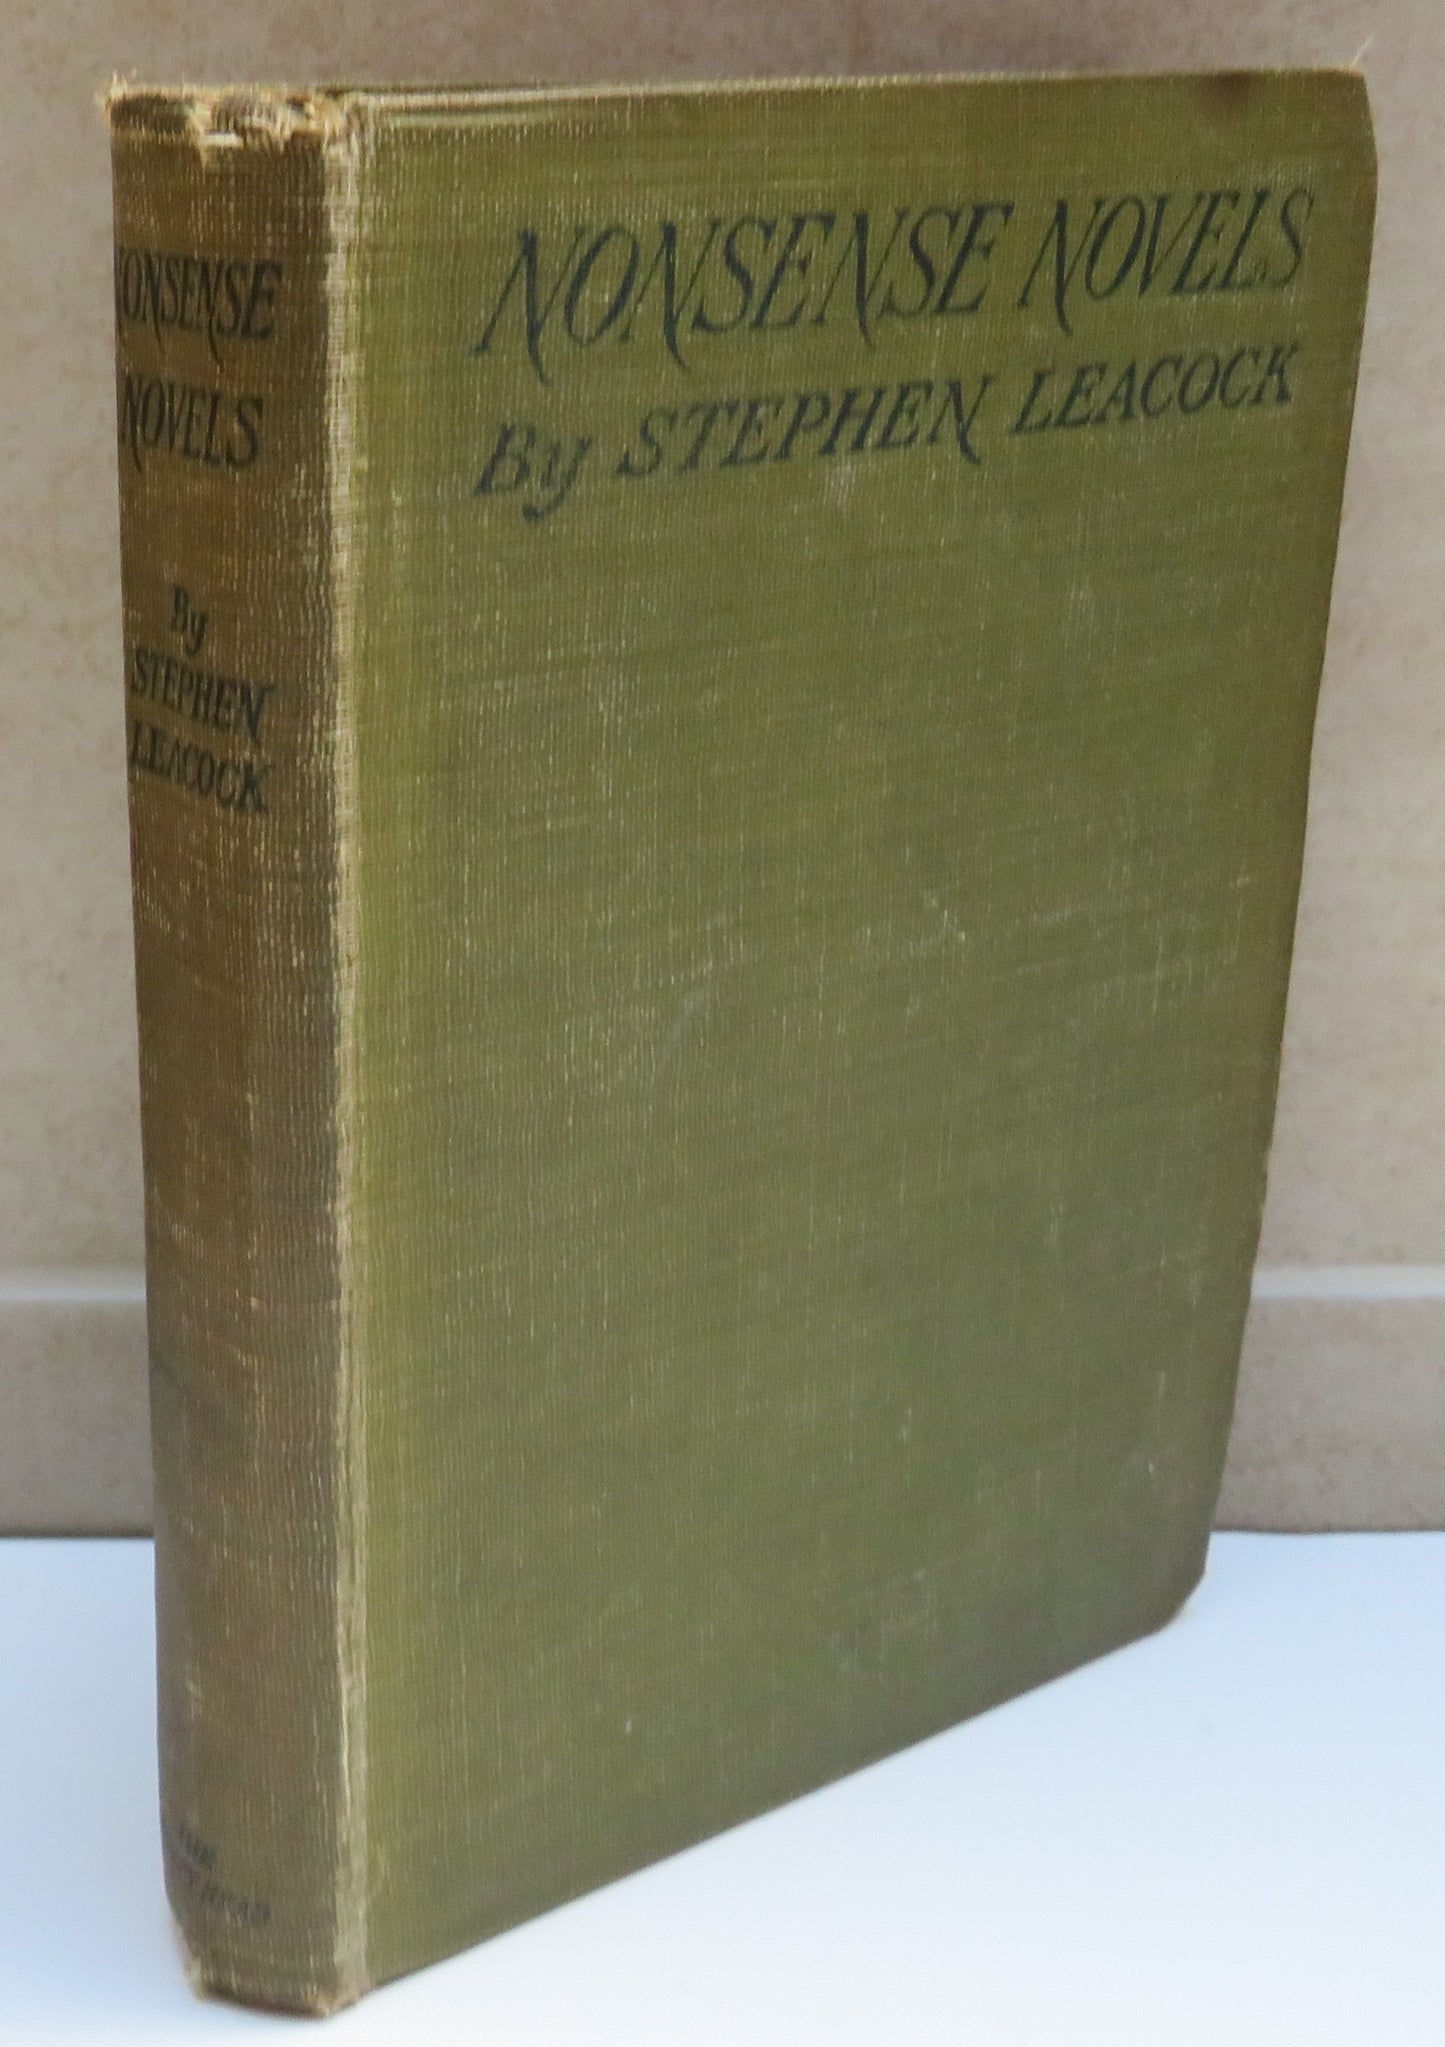 NONSENSE NOVELS
By STEPHEN LEACOCK
NONSENSE
NOVELS
By
STEPHEN
LEACOCK